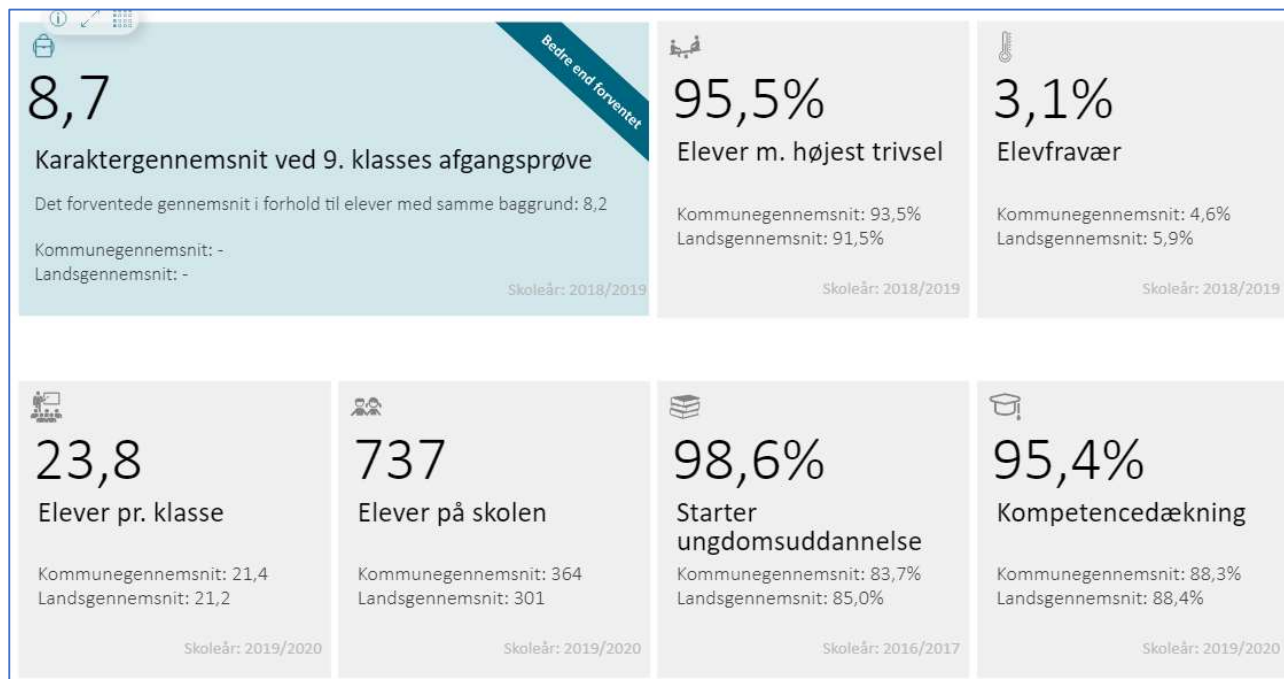 8,7
Bedre end forventet
Karaktergennemsnit ved 9. klasses afgangsprøve
Det forventede gennemsnit i forhold til elever med samme baggrund: 8,2
Kommunegennemsnit: -
Landsgennemsnit: -
Skoleår: 2018/2019
95,5%
Elever m. højest trivsel
Kommunegennemsnit: 93,5%
Landsgennemsnit: 91,5%
Skoleår: 2018/2019
3,1%
Elevfravær
Kommunegennemsnit: 4,6%
Landsgennemsnit: 5,9%
Skoleår: 2018/2019
23,8
Elever pr. klasse
Kommunegennemsnit: 21,4
Landsgennemsnit: 21,2
Skoleår: 2019/2020
737
Elever på skolen
Kommunegennemsnit: 364
Landsgennemsnit: 301
Skoleår: 2019/2020
98,6%
Starter
ungdomsuddannelse
Kommunegennemsnit: 83,7%
Landsgennemsnit: 85,0%
Skoleår: 2016/2017
95,4%
Kompetencedækning
Kommunegennemsnit: 88,3%
Landsgennemsnit: 88,4%
Skoleår: 2019/2020